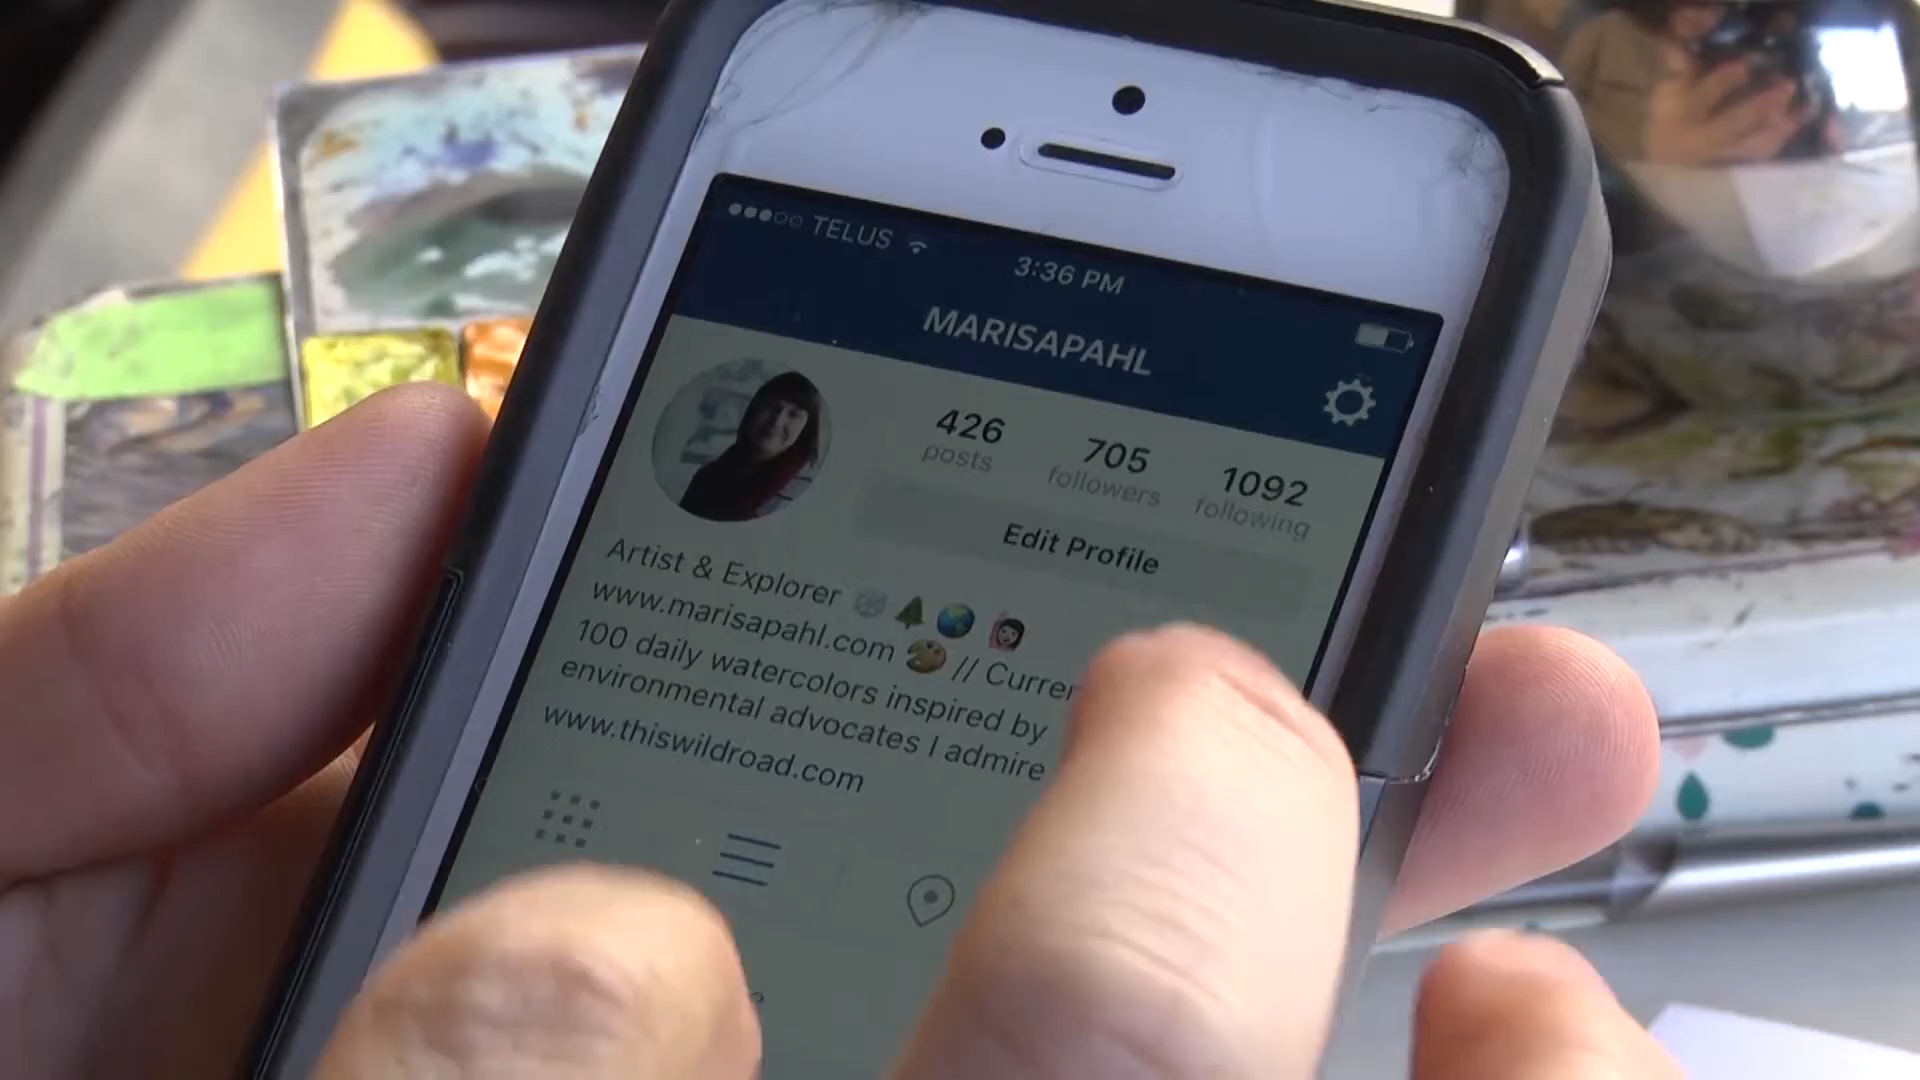 TELUS
3:36 PM
MARISAPAHL
426 705 1092
posts followers following
Edit Profile
Artist & Explorer ❄️🌲🌏🙋🏻
www.marisapahl.com 🎨 //
100 daily watercolors inspired by
environmental advocates I admire
www.thiswildroad.com